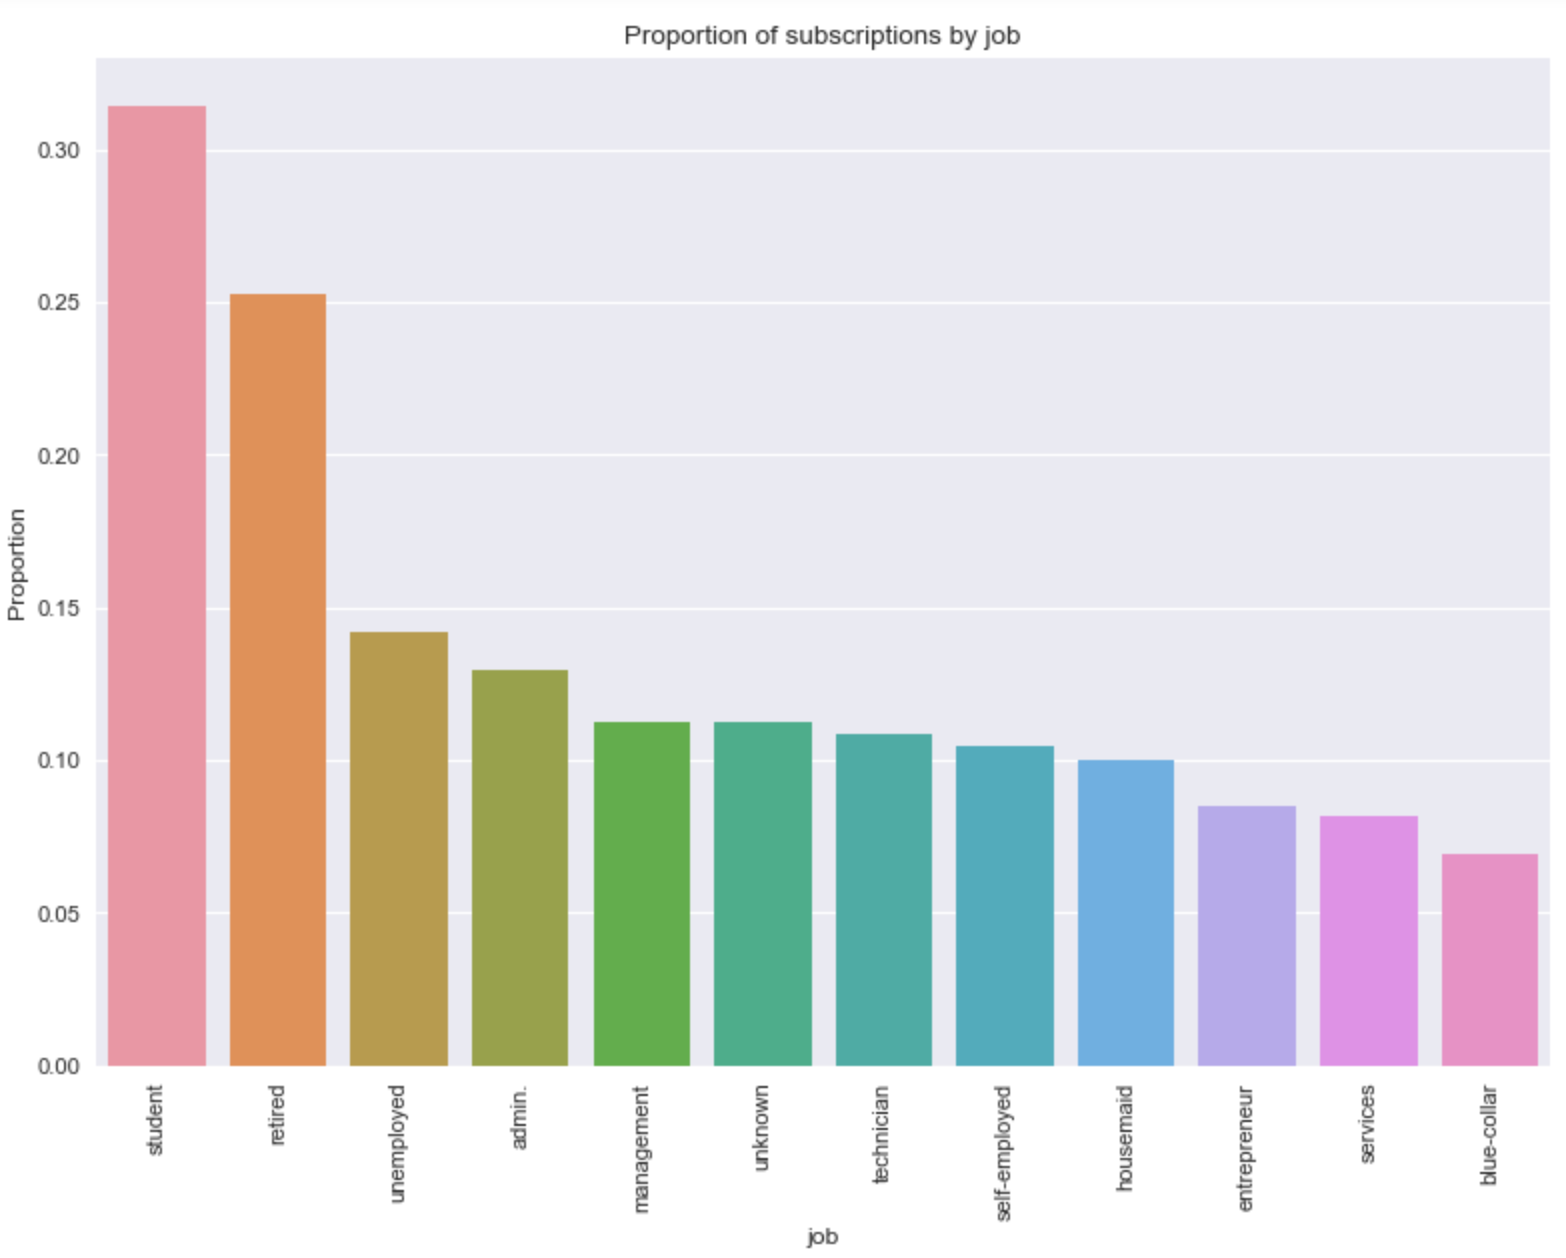 Proportion of subscriptions by job
Proportion
0.30
0.25
0.20
0.15
0.10
0.05
0.00
student
retired
unemployed
admin.
management
unknown
technician
self-employed
housemaid
entrepreneur
services
blue-collar
job